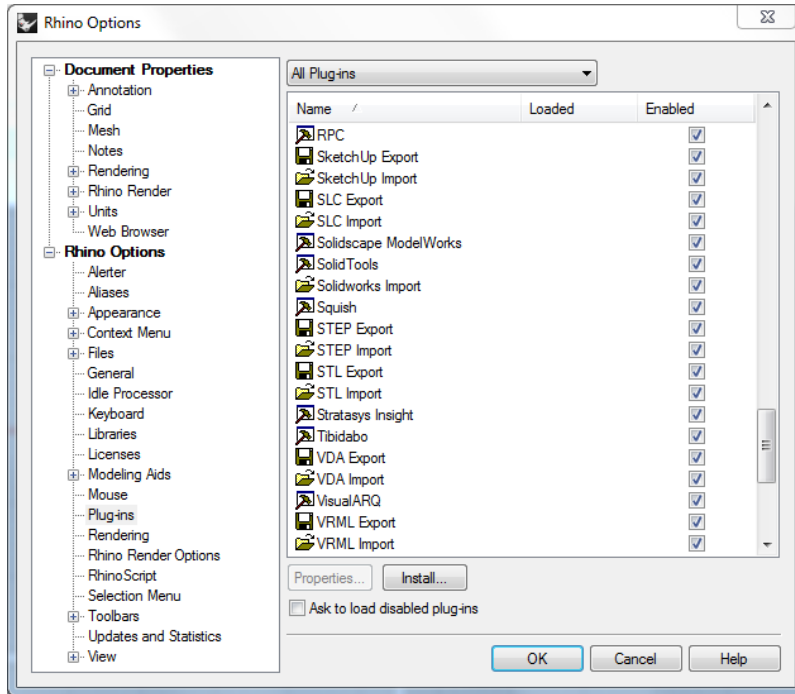 Rhino Options
Document Properties
Annotation
Grid
Mesh
Notes
Rendering
Rhino Render
Units
Web Browser
Rhino Options
Alerter
Aliases
Appearance
Context Menu
Files
General
Idle Processor
Keyboard
Libraries
Licenses
Modeling Aids
Mouse
Plug-ins
Rendering
Rhino Render Options
RhinoScript
Selection Menu
Toolbars
Updates and Statistics
View
All Plug-ins
Name Loaded Enabled
RPC
SketchUp Export
SketchUp Import
SLC Export
SLC Import
Solidscape ModelWorks
SolidTools
Solidworks Import
Squish
STEP Export
STEP Import
STL Export
STL Import
Stratasys Insight
Tibidabo
VDA Export
VDA Import
VisualARQ
VRML Export
VRML Import
Properties... Install...
Ask to load disabled plug-ins
OK Cancel Help